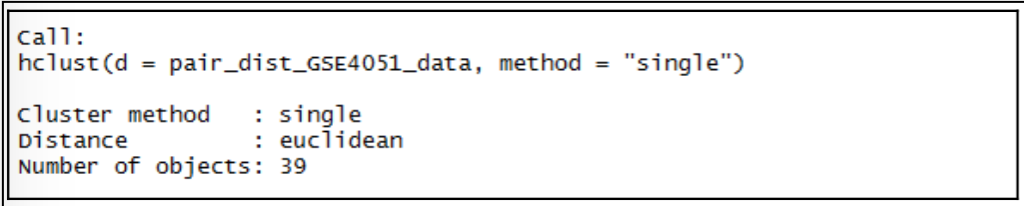 Call:
hclust(d = pair_dist_GSE4051_data, method = "single")
Cluster method   : single
Distance         : euclidean
Number of objects: 39